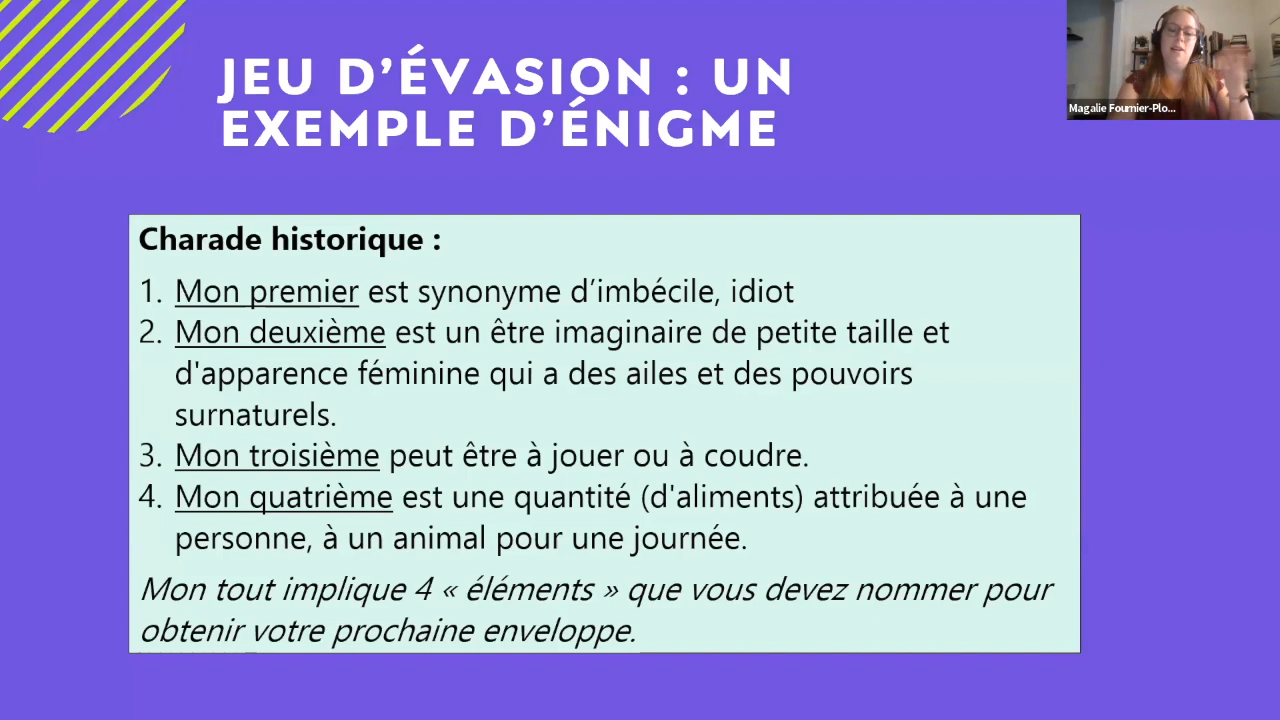 JEU D’ÉVASION : UN
EXEMPLE D’ÉNIGME
Magalie Fournier-Plo...
Charade historique :
1. Mon premier est synonyme d’imbécile, idiot
2. Mon deuxième est un être imaginaire de petite taille et
d'apparence féminine qui a des ailes et des pouvoirs
surnaturels.
3. Mon troisième peut être à jouer ou à coudre.
4. Mon quatrième est une quantité (d'aliments) attribuée à une
personne, à un animal pour une journée.
Mon tout implique 4 « éléments » que vous devez nommer pour
obtenir votre prochaine enveloppe.